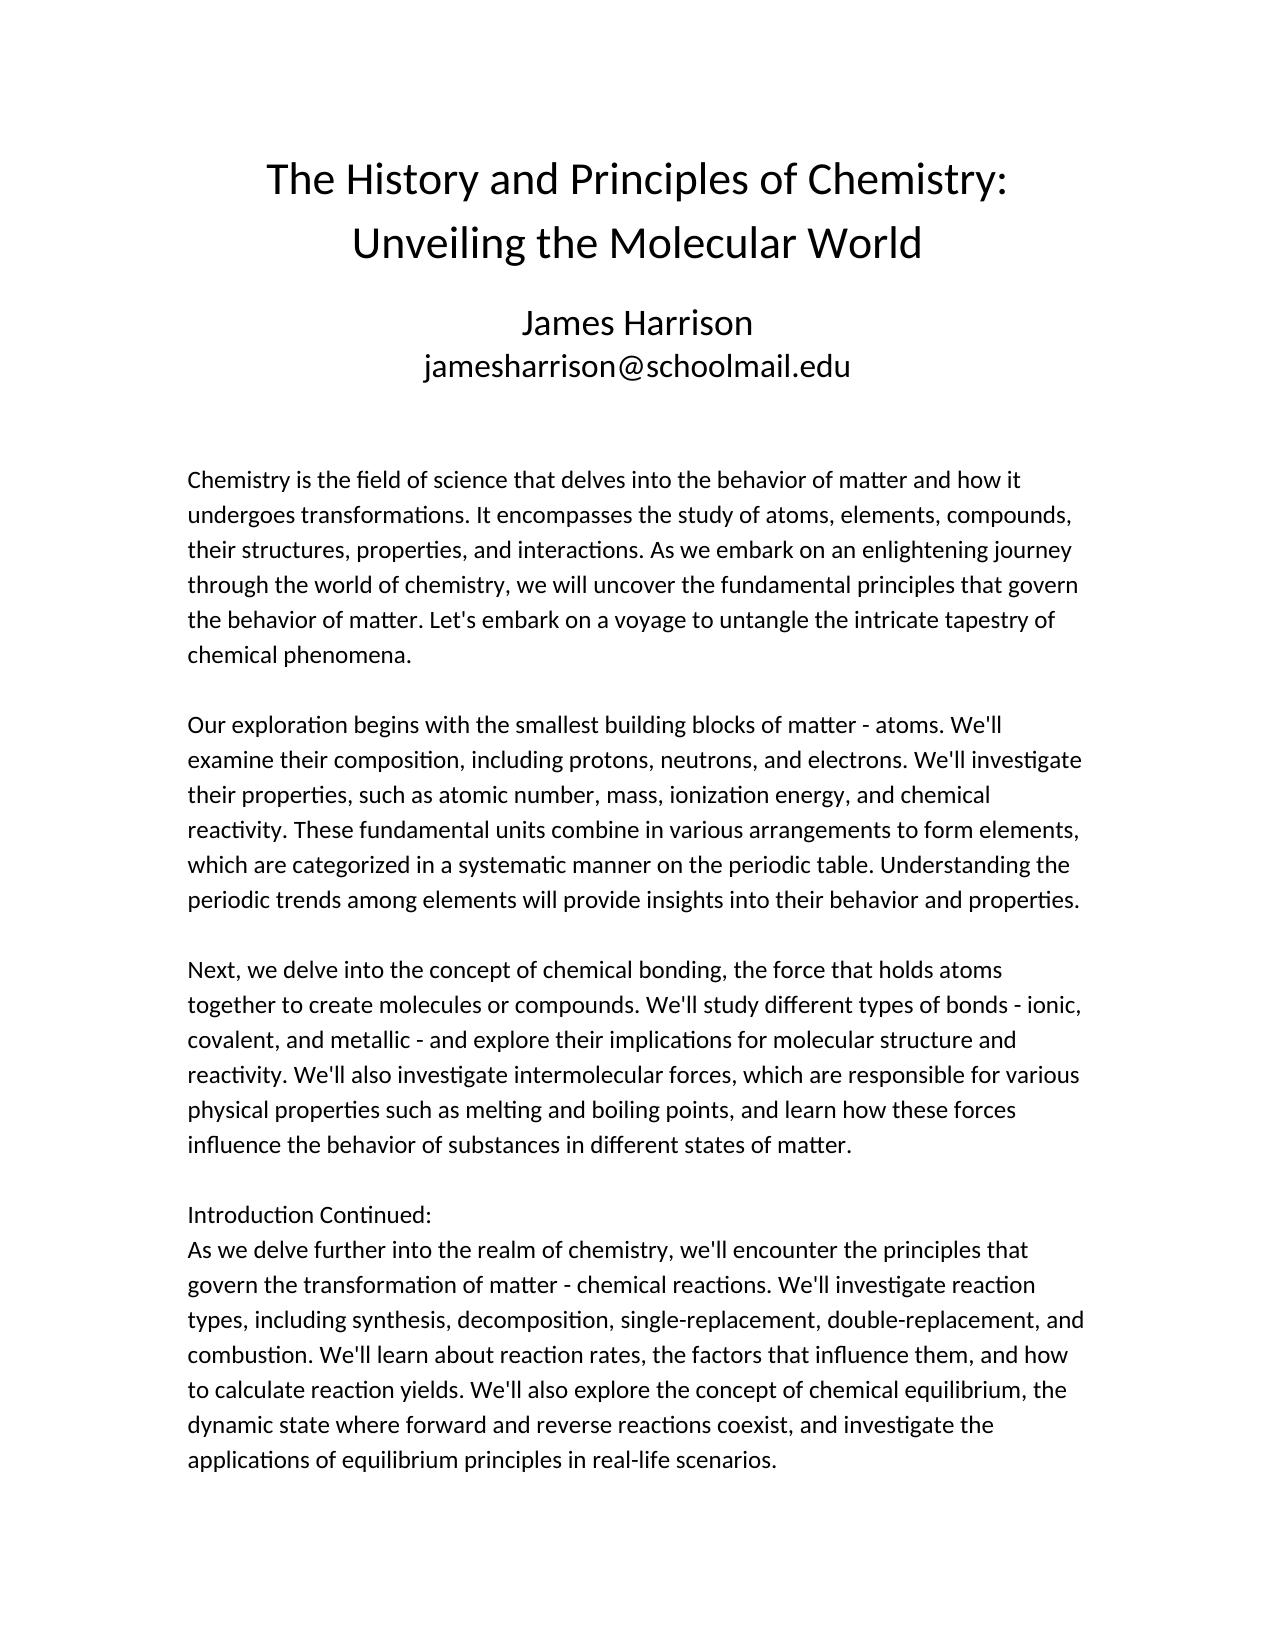 The History and Principles of Chemistry:
Unveiling the Molecular World
James Harrison
jamesharrison@schoolmail.edu
Chemistry is the field of science that delves into the behavior of matter and how it
undergoes transformations. It encompasses the study of atoms, elements, compounds,
their structures, properties, and interactions. As we embark on an enlightening journey
through the world of chemistry, we will uncover the fundamental principles that govern
the behavior of matter. Let's embark on a voyage to untangle the intricate tapestry of
chemical phenomena.
Our exploration begins with the smallest building blocks of matter - atoms. We'll
examine their composition, including protons, neutrons, and electrons. We'll investigate
their properties, such as atomic number, mass, ionization energy, and chemical
reactivity. These fundamental units combine in various arrangements to form elements,
which are categorized in a systematic manner on the periodic table. Understanding the
periodic trends among elements will provide insights into their behavior and properties.
Next, we delve into the concept of chemical bonding, the force that holds atoms
together to create molecules or compounds. We'll study different types of bonds - ionic,
covalent, and metallic - and explore their implications for molecular structure and
reactivity. We'll also investigate intermolecular forces, which are responsible for various
physical properties such as melting and boiling points, and learn how these forces
influence the behavior of substances in different states of matter.
Introduction Continued:
As we delve further into the realm of chemistry, we'll encounter the principles that
govern the transformation of matter - chemical reactions. We'll investigate reaction
types, including synthesis, decomposition, single-replacement, double-replacement, and
combustion. We'll learn about reaction rates, the factors that influence them, and how
to calculate reaction yields. We'll also explore the concept of chemical equilibrium, the
dynamic state where forward and reverse reactions coexist, and investigate the
applications of equilibrium principles in real-life scenarios.